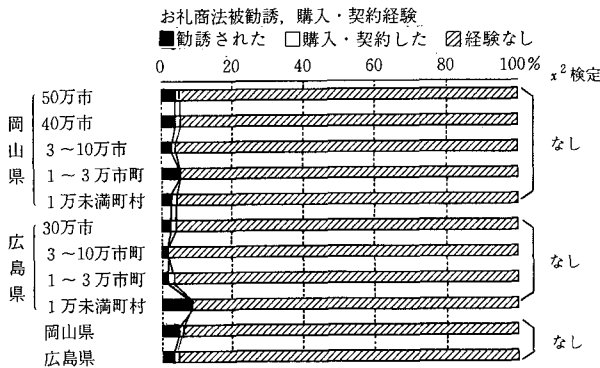 お礼商法被勧誘，購入・契約経験
■勧誘された □購入・契約した ▨経験なし
0 20 40 60 80 100%
x²検定
岡山県
50万市
40万市
3～10万市
1～3万市町
1万未満町村
なし
広島県
30万市
3～10万市町
1～3万市町
1万未満町村
なし
岡山県
広島県
なし